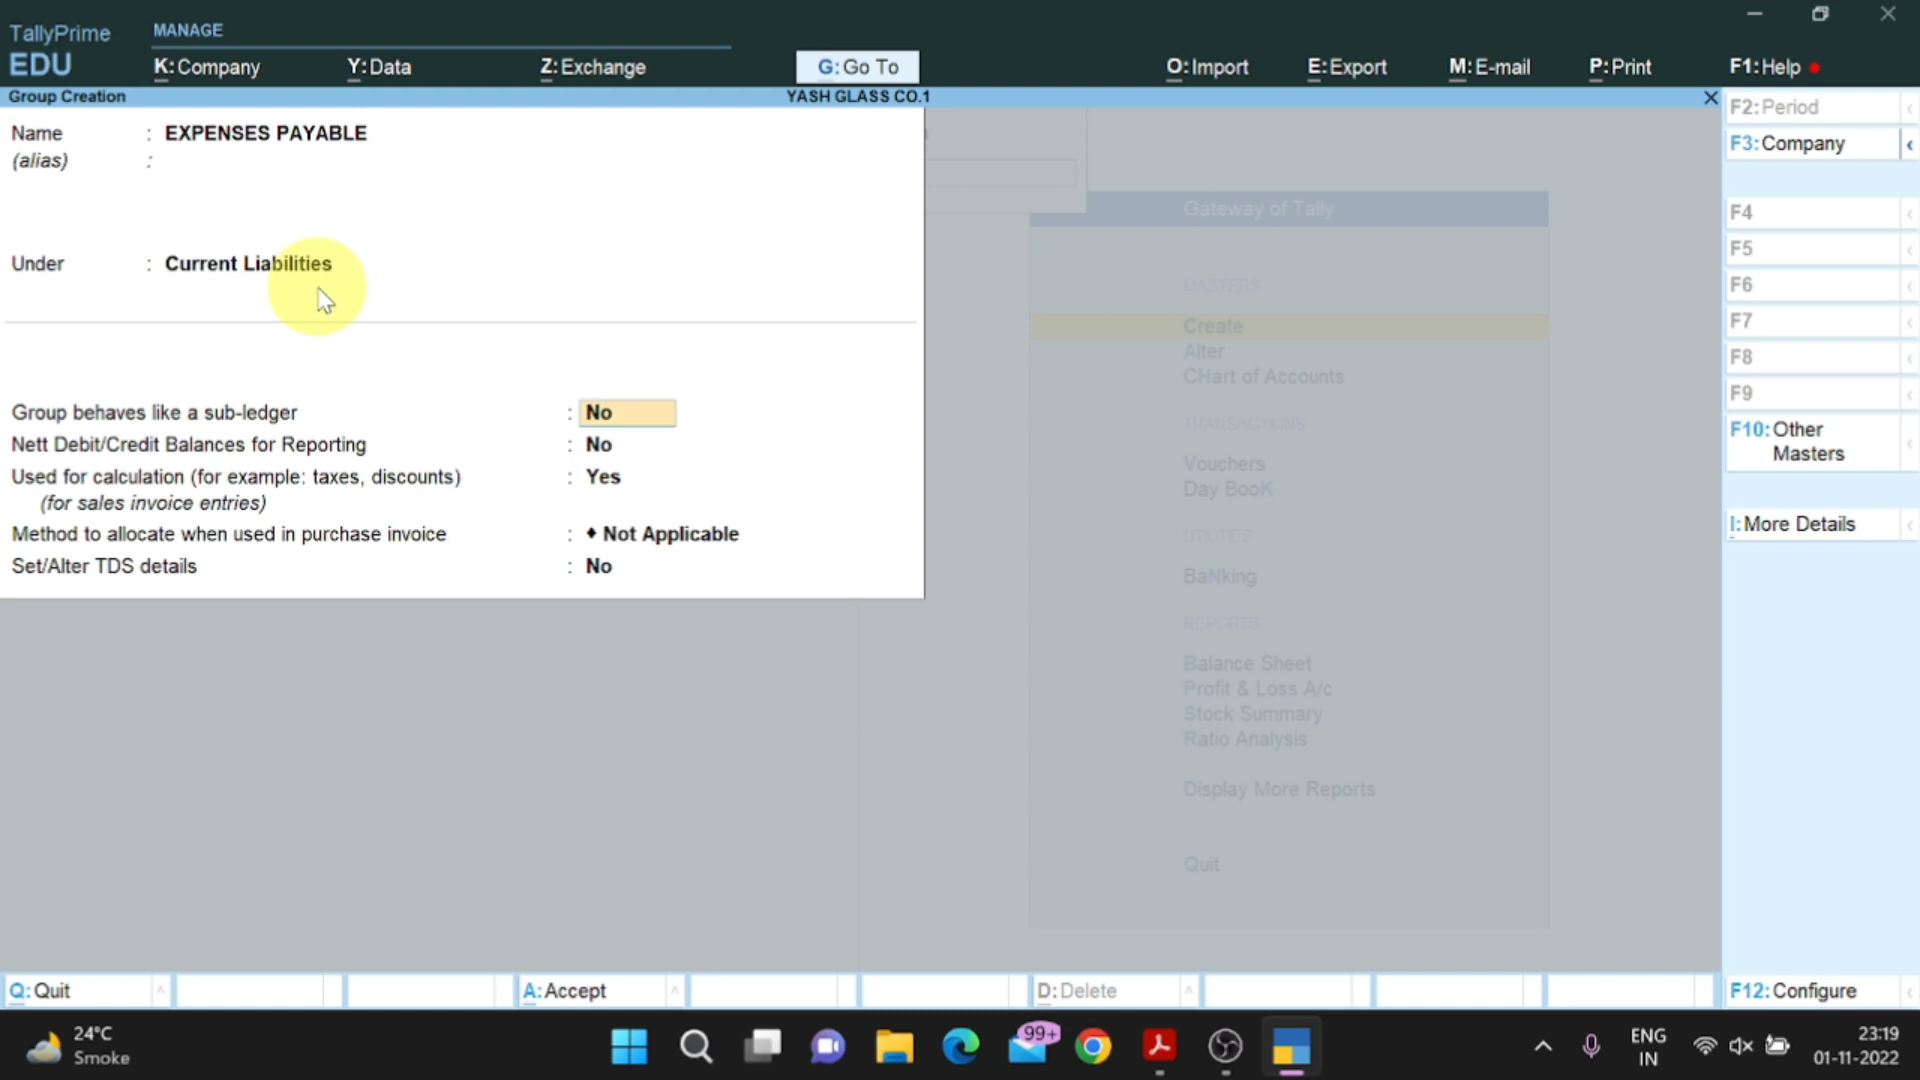 TallyPrime
EDU
MANAGE
K:Company
Y:Data
Z:Exchange
G:Go To
O:Import
E:Export
M:E-mail
P:Print
F1:Help
Group Creation
YASH GLASS CO.1
Name : EXPENSES PAYABLE
(alias) :
Under : Current Liabilities
Group behaves like a sub-ledger : No
Nett Debit/Credit Balances for Reporting : No
Used for calculation (for example: taxes, discounts) : Yes
(for sales invoice entries)
Method to allocate when used in purchase invoice : ♦ Not Applicable
Set/Alter TDS details : No
Gateway of Tally
MASTERS
Create
Alter
CHart of Accounts
TRANSACTIONS
Vouchers
Day BooK
UTILITIES
BaNking
REPORTS
Balance Sheet
Profit & Loss A/c
Stock Summary
Ratio Analysis
Display More Reports
Quit
F2:Period
F3:Company
F4
F5
F6
F7
F8
F9
F10:Other
Masters
I:More Details
F12:Configure
Q:Quit
A:Accept
D:Delete
24°C
Smoke
99+
ENG
IN
23:19
01-11-2022